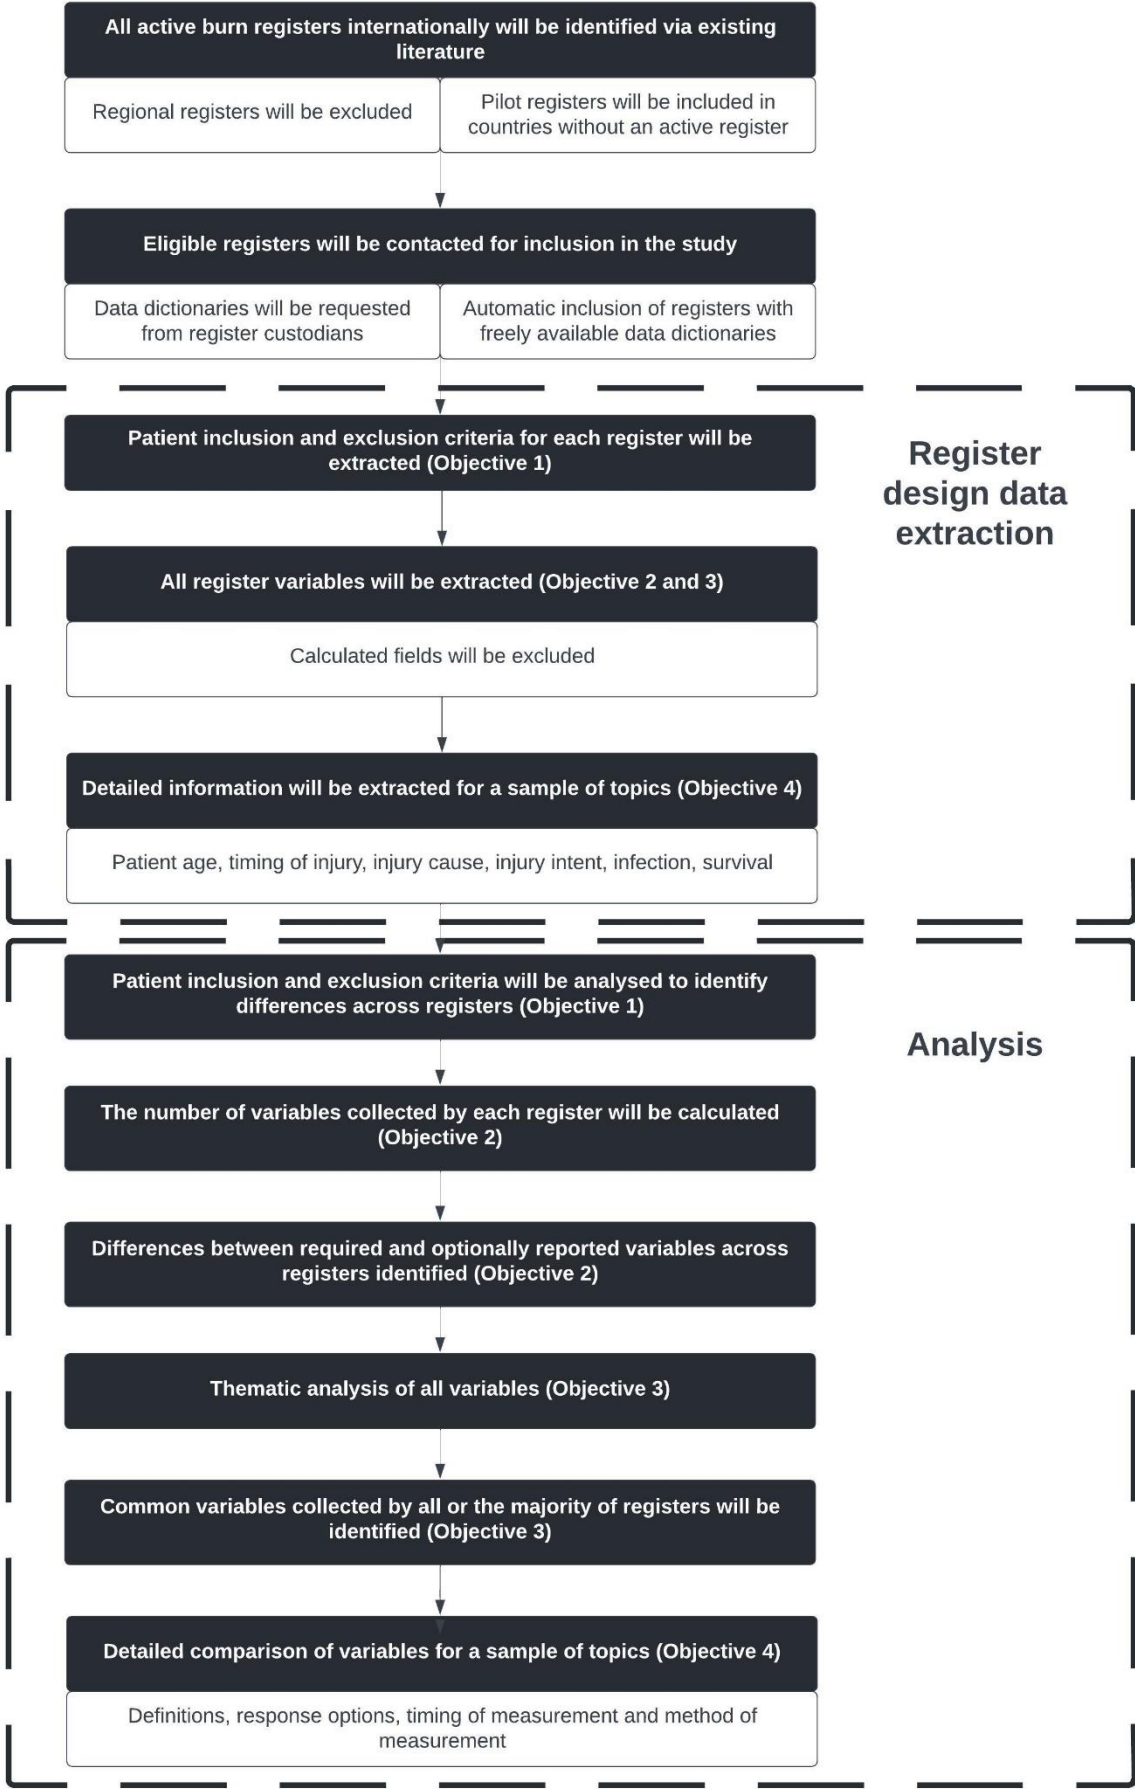 All active burn registers internationally will be identified via existing
literature
Regional registers will be excluded
Pilot registers will be included in
countries without an active register
Eligible registers will be contacted for inclusion in the study
Data dictionaries will be requested
from register custodians
Automatic inclusion of registers with
freely available data dictionaries
Register
design data
extraction
Patient inclusion and exclusion criteria for each register will be
extracted (Objective 1)
All register variables will be extracted (Objective 2 and 3)
Calculated fields will be excluded
Detailed information will be extracted for a sample of topics (Objective 4)
Patient age, timing of injury, injury cause, injury intent, infection, survival
Analysis
Patient inclusion and exclusion criteria will be analysed to identify
differences across registers (Objective 1)
The number of variables collected by each register will be calculated
(Objective 2)
Differences between required and optionally reported variables across
registers identified (Objective 2)
Thematic analysis of all variables (Objective 3)
Common variables collected by all or the majority of registers will be
identified (Objective 3)
Detailed comparison of variables for a sample of topics (Objective 4)
Definitions, response options, timing of measurement and method of
measurement